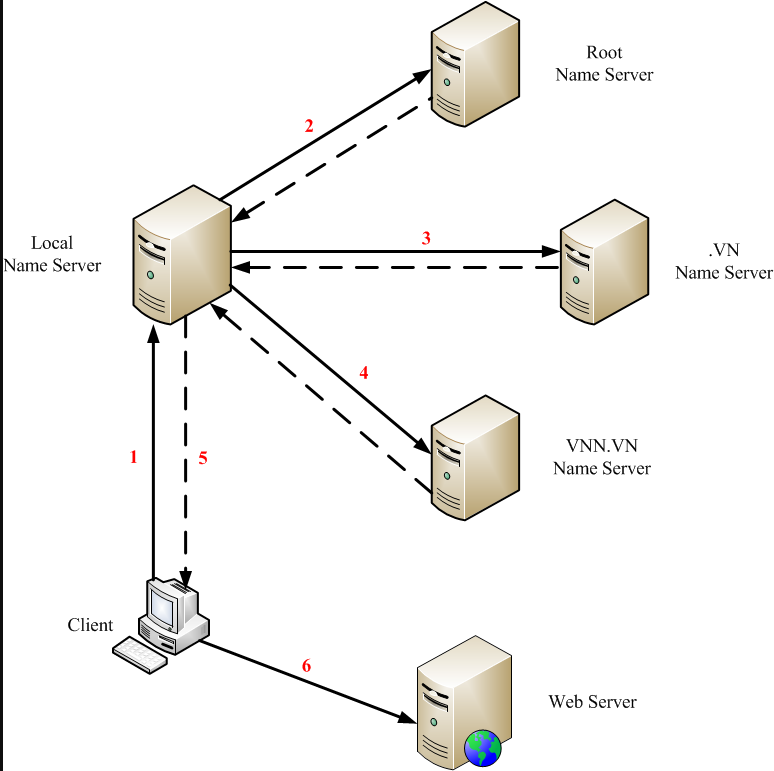 Root
Name Server
2
Local
Name Server
3
.VN
Name Server
4
VNN.VN
Name Server
1
5
Client
6
Web Server